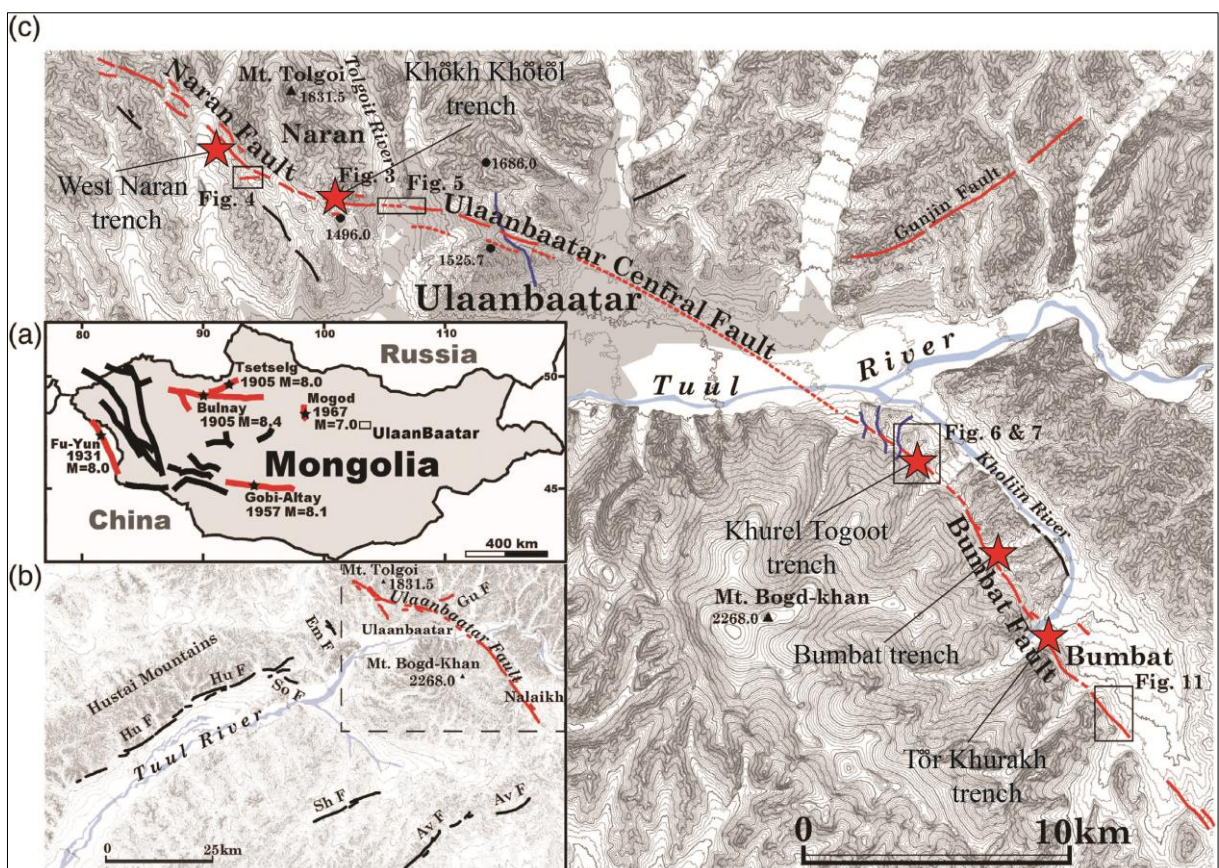 (c)
Naran Fault
Mt. Tolgoi
1831.5
Naran
Tolgoit River
Khökh Khötöl
trench
West Naran
trench
Fig. 4
Fig. 3
Fig. 5
1496.0
1686.0
1525.7
Ulaanbaatar Central Fault
Ulaanbaatar
Gunjin Fault
Tuul
River
Fig. 6 & 7
Kholiin River
Khurel Togoot
trench
Mt. Bogd-khan
2268.0
Bumbat Fault
Bumbat trench
Bumbat
Fig. 11
Tör Khurakh
trench
0
10km
(a)
80
90
100
110
50
45
Russia
Tsetselg
1905 M=8.0
Bulnay
1905 M=8.4
Mogod
1967
M=7.0
UlaanBaatar
Fu-Yun
1931
M=8.0
Mongolia
Gobi-Altay
1957 M=8.1
China
400 km
(b)
Mt. Tolgoi
1831.5
Gu F
Ulaanbaatar Fault
Ulaanbaatar
Em F
Mt. Bogd-Khan
2268.0
Nalaikh
Hustai Mountains
Hu F
Hu F
So F
Tuul River
Sh F
Av F
Av F
0
25km